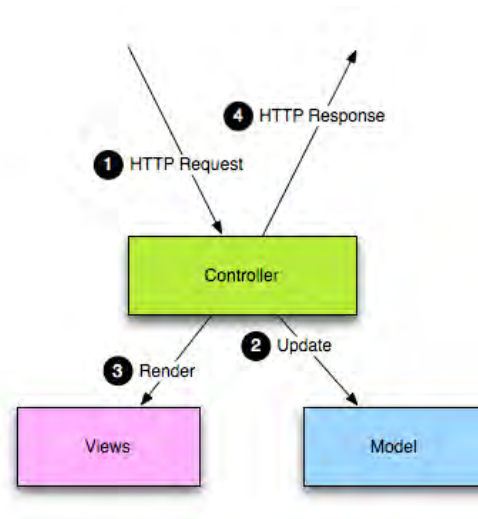 4 HTTP Response
1 HTTP Request
Controller
2 Update
3 Render
Views
Model